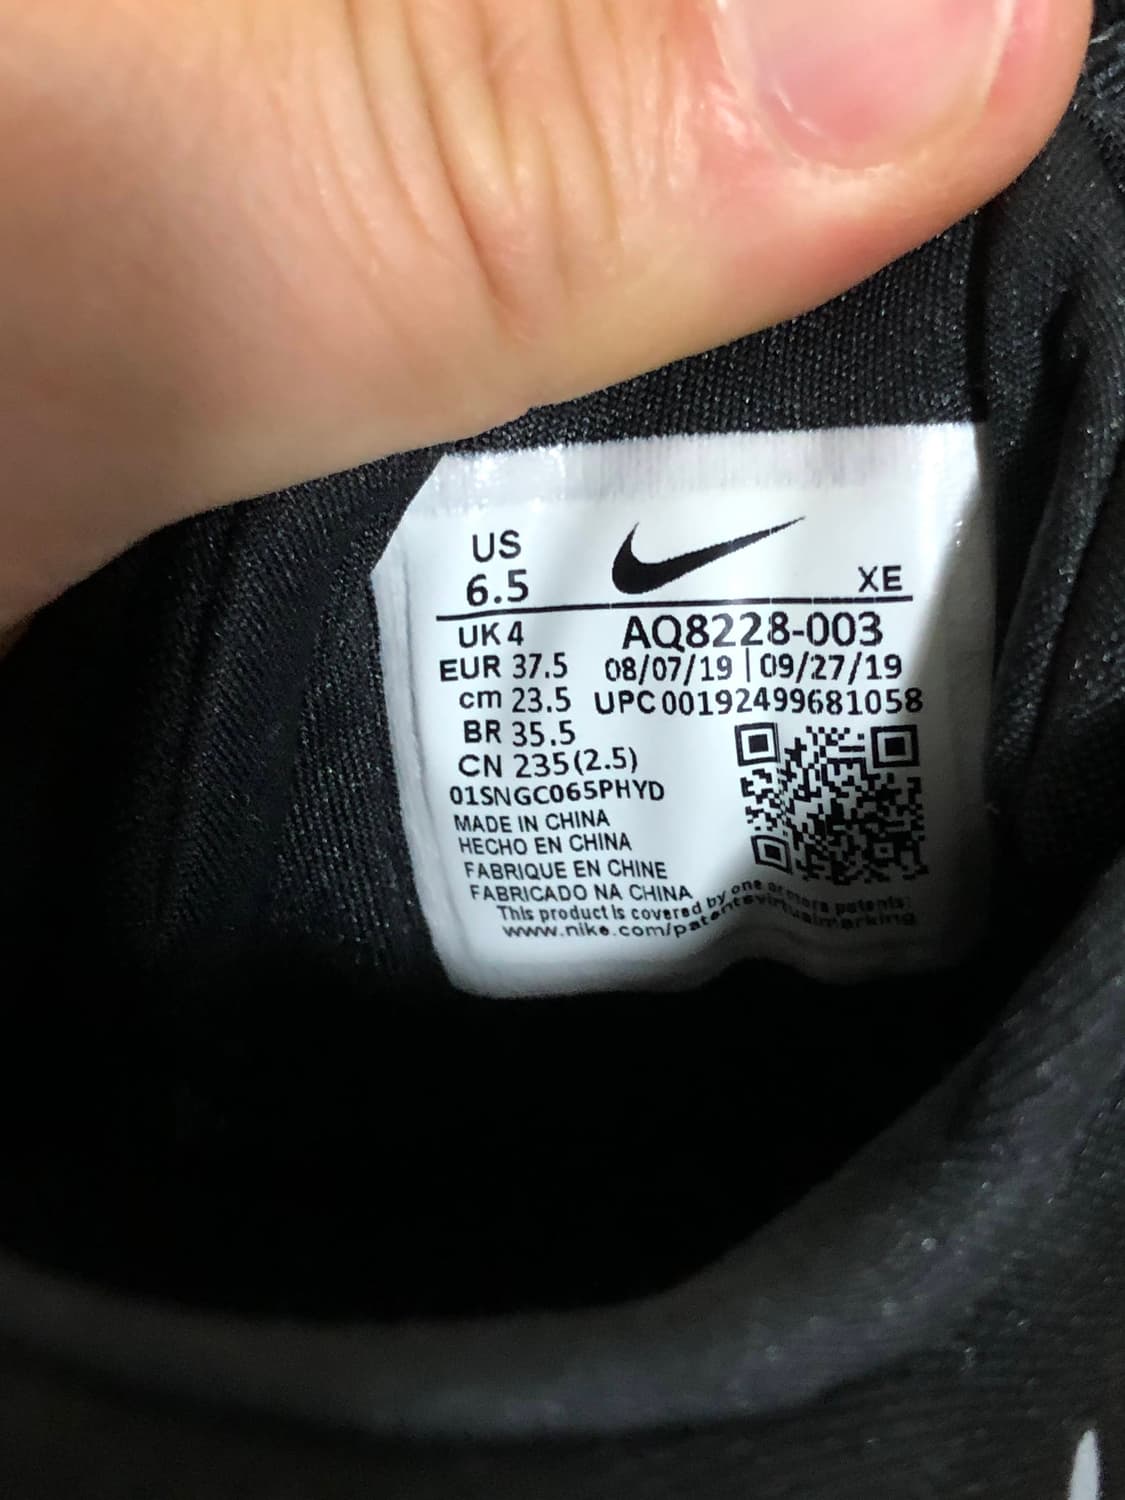 US
6.5
XE
UK 4
AQ8228-003
EUR 37.5
08/07/19 | 09/27/19
cm 23.5
UPC 00192499681058
BR 35.5
CN 235(2.5)
01SNGC065PHYD
MADE IN CHINA
HECHO EN CHINA
FABRIQUE EN CHINE
FABRICADO NA CHINA
This product is covered by one or more patents:
www.nike.com/patentsvirtualmarking